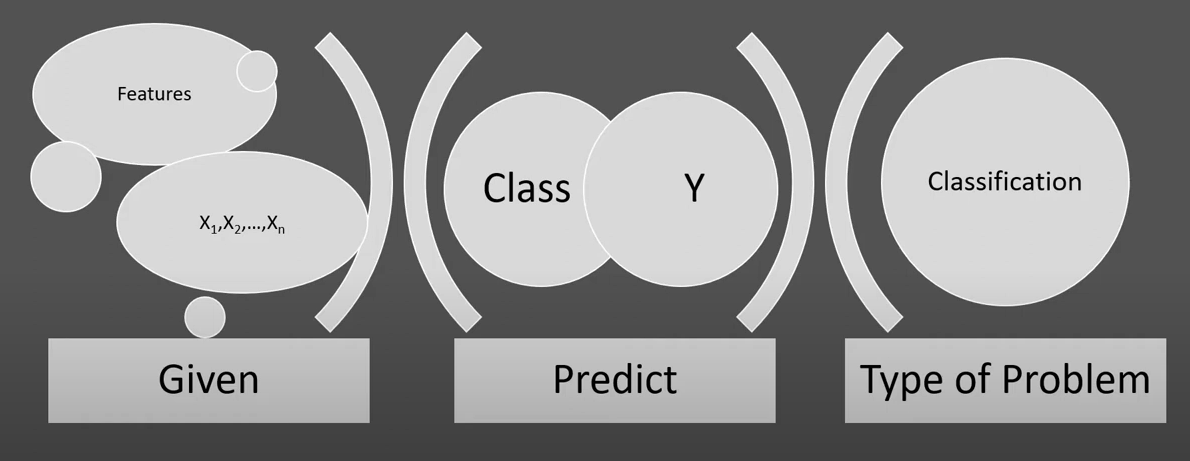 Features
X₁,X₂,...,Xₙ
Given
Class
Y
Predict
Classification
Type of Problem